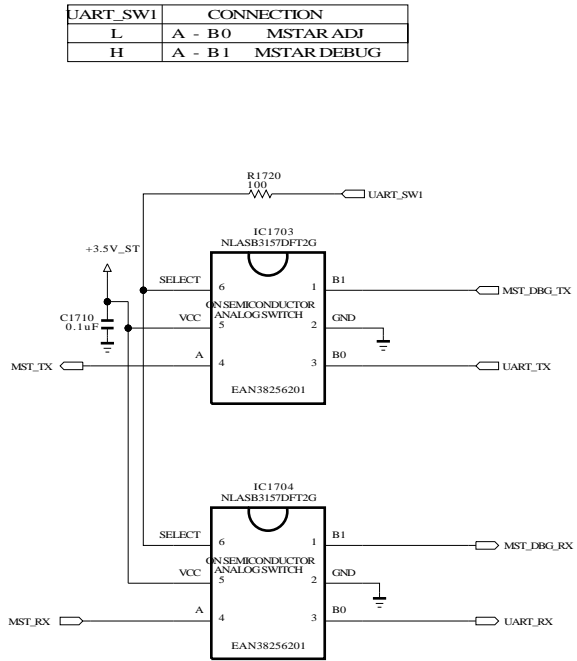 UART_SW1 CONNECTION
L A - B0 MSTAR ADJ
H A - B1 MSTAR DEBUG
R1720
100
UART_SW1
IC1703
NLASB3157DFT2G
+3.5V_ST
SELECT 6 1 B1
MST_DBG_TX
ON SEMICONDUCTOR
ANALOG SWITCH
C1710
0.1uF
VCC 5 2 GND
A 4 3 B0
MST_TX
UART_TX
EAN38256201
IC1704
NLASB3157DFT2G
SELECT 6 1 B1
MST_DBG_RX
ON SEMICONDUCTOR
ANALOG SWITCH
VCC 5 2 GND
A 4 3 B0
MST_RX
UART_RX
EAN38256201